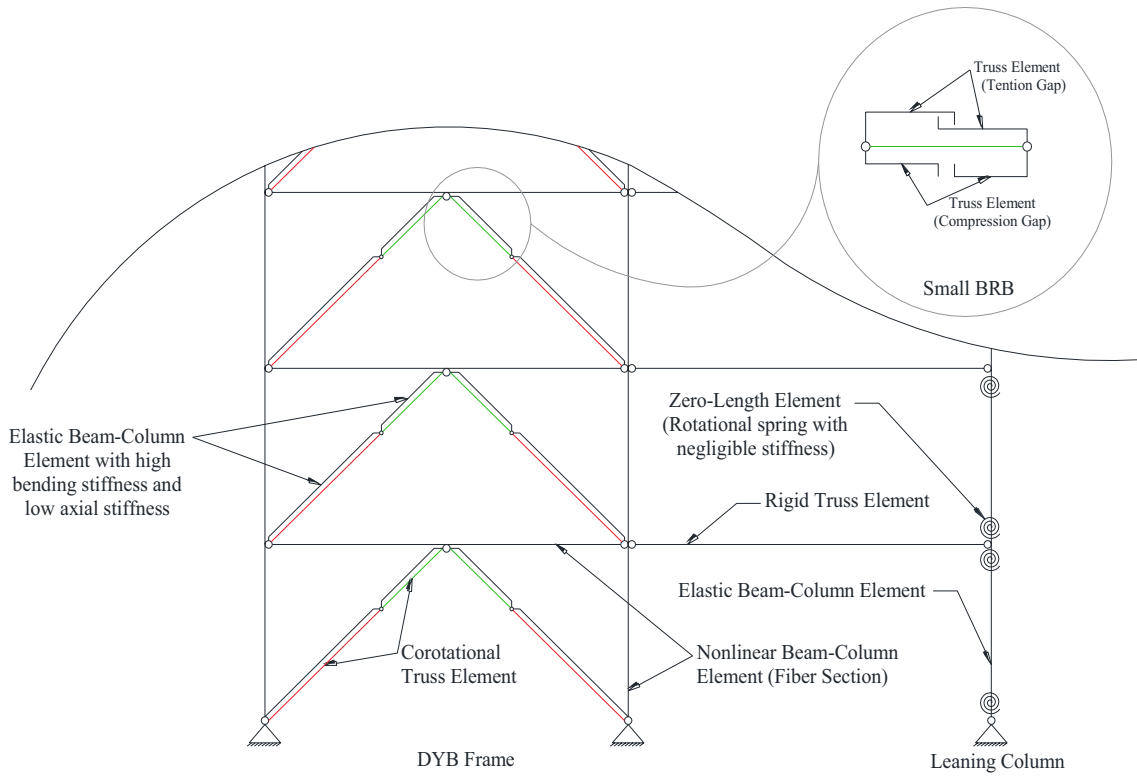 Truss Element
(Tention Gap)
Truss Element
(Compression Gap)
Small BRB
Elastic Beam-Column
Element with high
bending stiffness and
low axial stiffness
Zero-Length Element
(Rotational spring with
negligible stiffness)
Rigid Truss Element
Elastic Beam-Column Element
Corotational
Truss Element
Nonlinear Beam-Column
Element (Fiber Section)
DYB Frame
Leaning Column